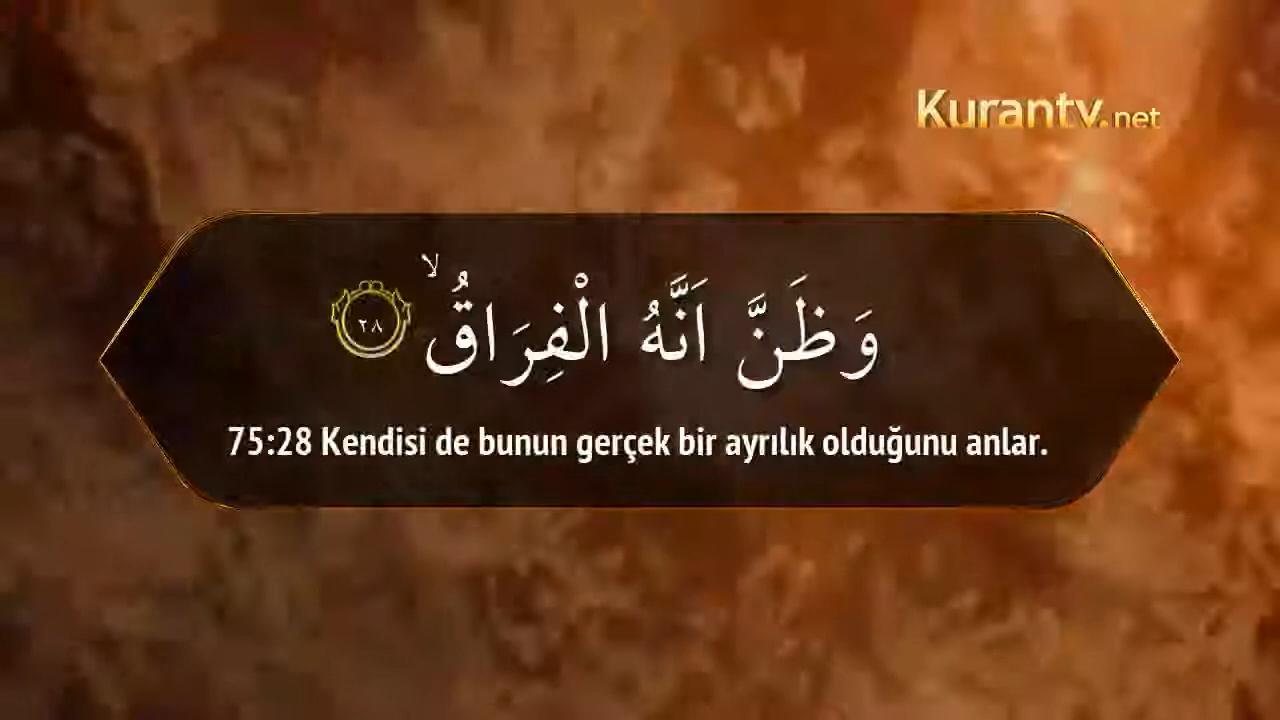 Kurantv.net
وَظَنَّ اَنَّهُ الْفِرَاقُۙ ٢٨
75:28 Kendisi de bunun gerçek bir ayrılık olduğunu anlar.